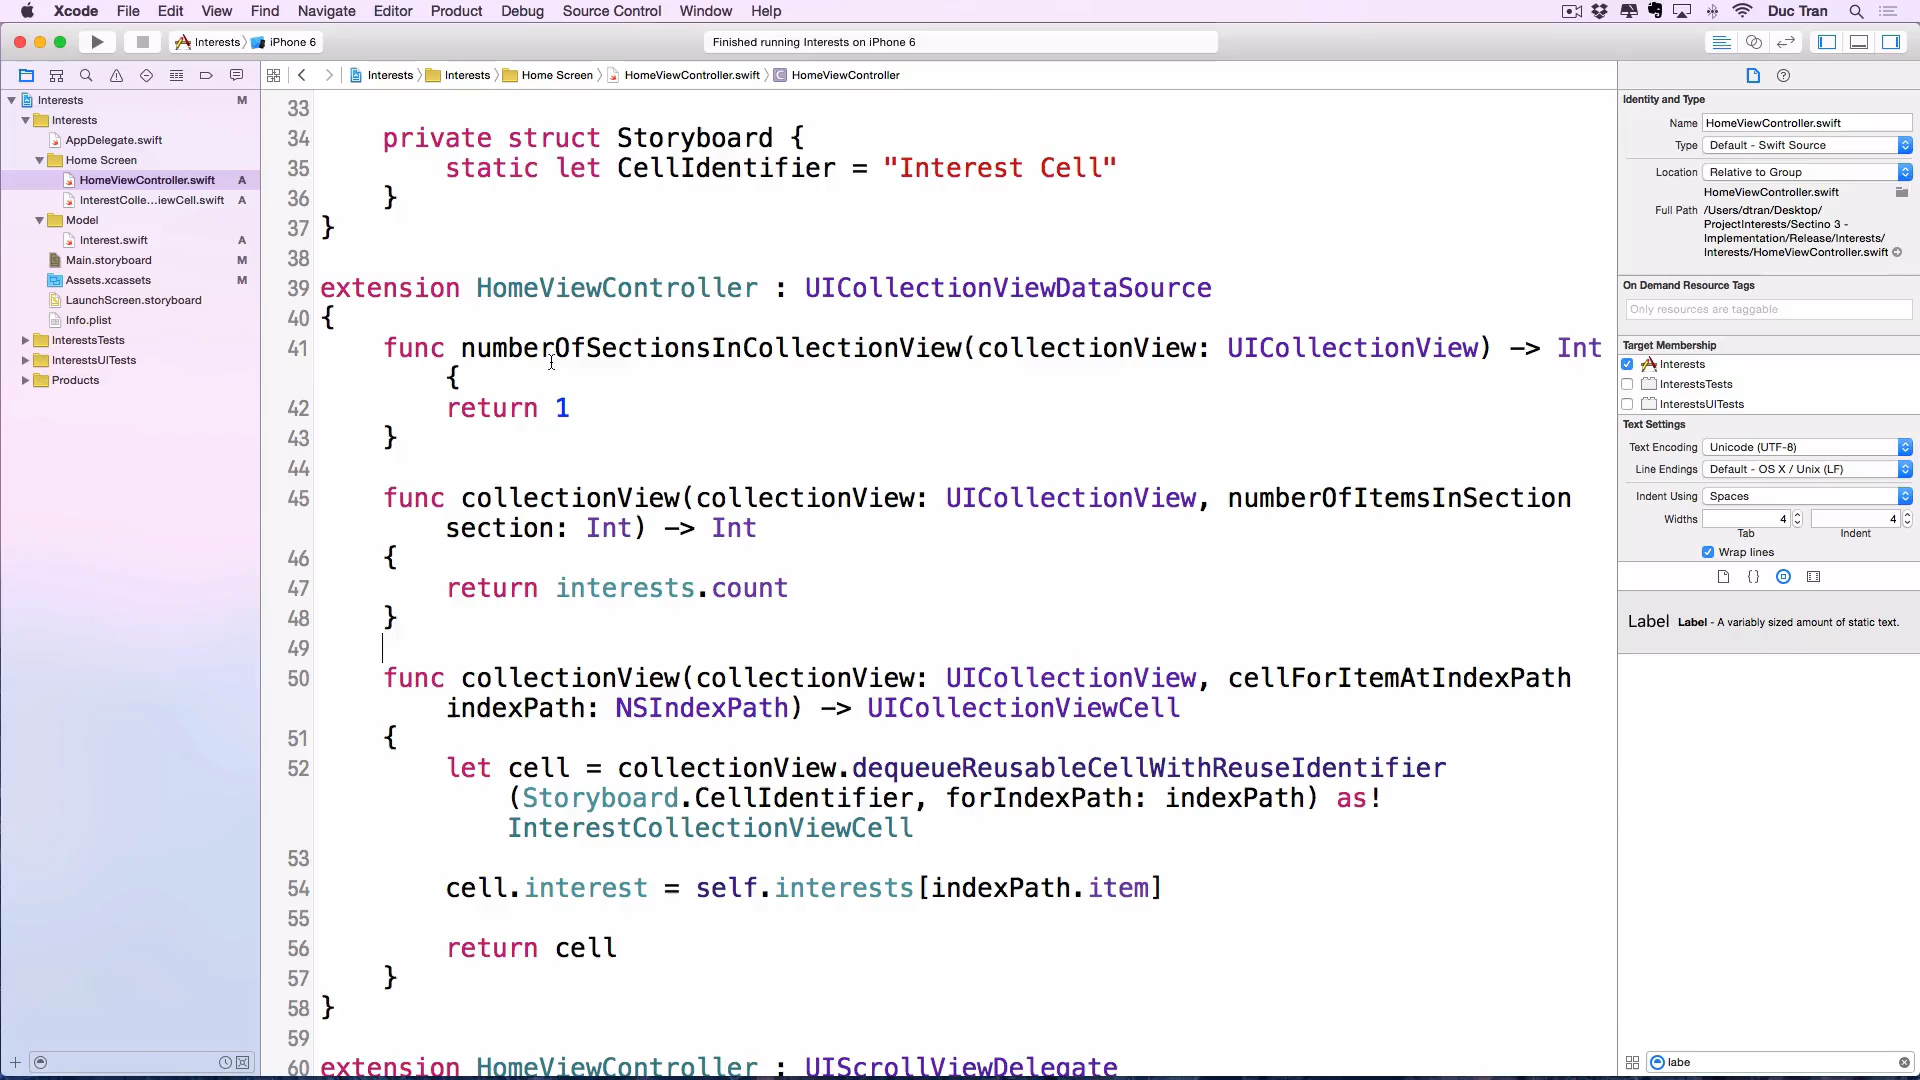 Xcode File Edit View Find Navigate Editor Product Debug Source Control Window Help Duc Tran
Interests iPhone 6 Finished running Interests on iPhone 6
Interests Interests Home Screen HomeViewController.swift C HomeViewController
Interests M
Interests
AppDelegate.swift
Home Screen
HomeViewController.swift A
InterestColle...iewCell.swift A
Model
Interest.swift A
Main.storyboard M
Assets.xcassets M
LaunchScreen.storyboard
Info.plist
InterestsTests
InterestsUITests
Products
33
34 private struct Storyboard {
35 static let CellIdentifier = "Interest Cell"
36 }
37 }
38
39 extension HomeViewController : UICollectionViewDataSource
40 {
41 func numberOfSectionsInCollectionView(collectionView: UICollectionView) -> Int
{
42 return 1
43 }
44
45 func collectionView(collectionView: UICollectionView, numberOfItemsInSection
section: Int) -> Int
46 {
47 return interests.count
48 }
49
50 func collectionView(collectionView: UICollectionView, cellForItemAtIndexPath
indexPath: NSIndexPath) -> UICollectionViewCell
51 {
52 let cell = collectionView.dequeueReusableCellWithReuseIdentifier
(Storyboard.CellIdentifier, forIndexPath: indexPath) as!
InterestCollectionViewCell
53
54 cell.interest = self.interests[indexPath.item]
55
56 return cell
57 }
58 }
59
60 extension HomeViewController : UIScrollViewDelegate
Identity and Type
Name HomeViewController.swift
Type Default - Swift Source
Location Relative to Group
HomeViewController.swift
Full Path /Users/dtran/Desktop/
ProjectInterests/Sectino 3 -
Implementation/Release/Interests/
Interests/HomeViewController.swift
On Demand Resource Tags
Only resources are taggable
Target Membership
Interests
InterestsTests
InterestsUITests
Text Settings
Text Encoding Unicode (UTF-8)
Line Endings Default - OS X / Unix (LF)
Indent Using Spaces
Widths 4 4
Tab Indent
Wrap lines
{}
Label Label - A variably sized amount of static text.
labe